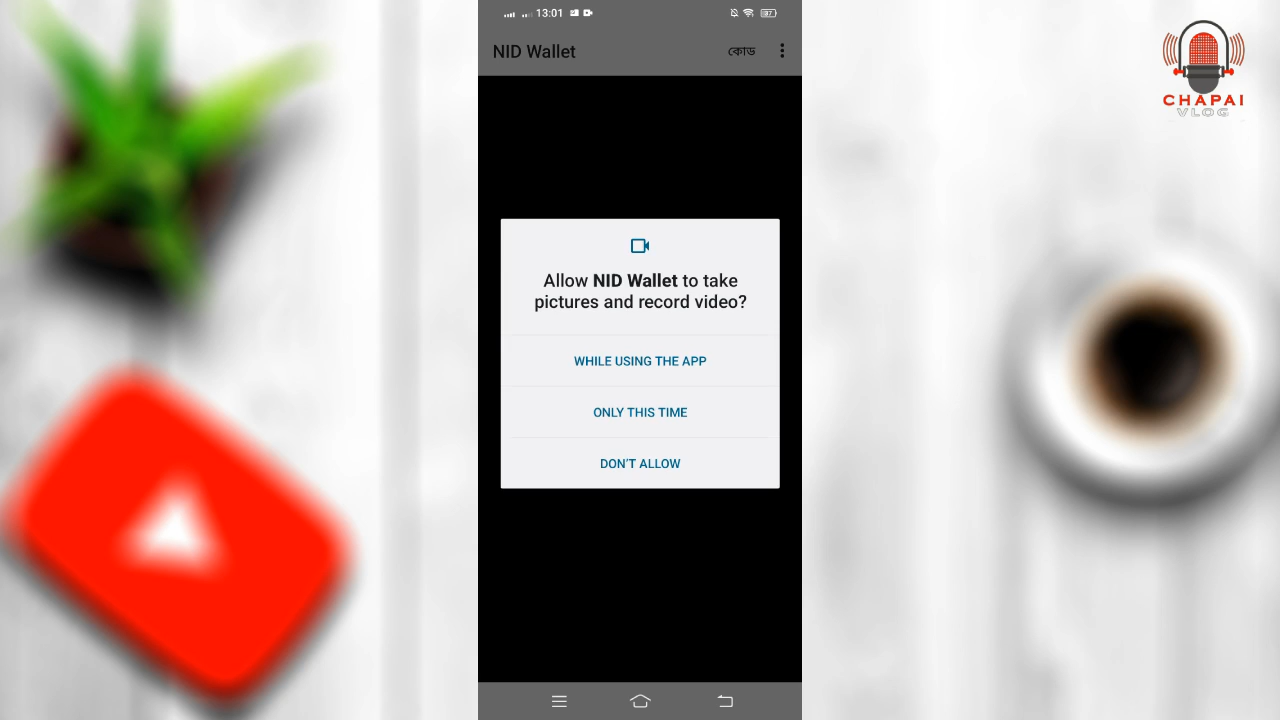 13:01
87
NID Wallet
কোড
Allow NID Wallet to take
pictures and record video?
WHILE USING THE APP
ONLY THIS TIME
DON'T ALLOW
CHAPAI
VLOG